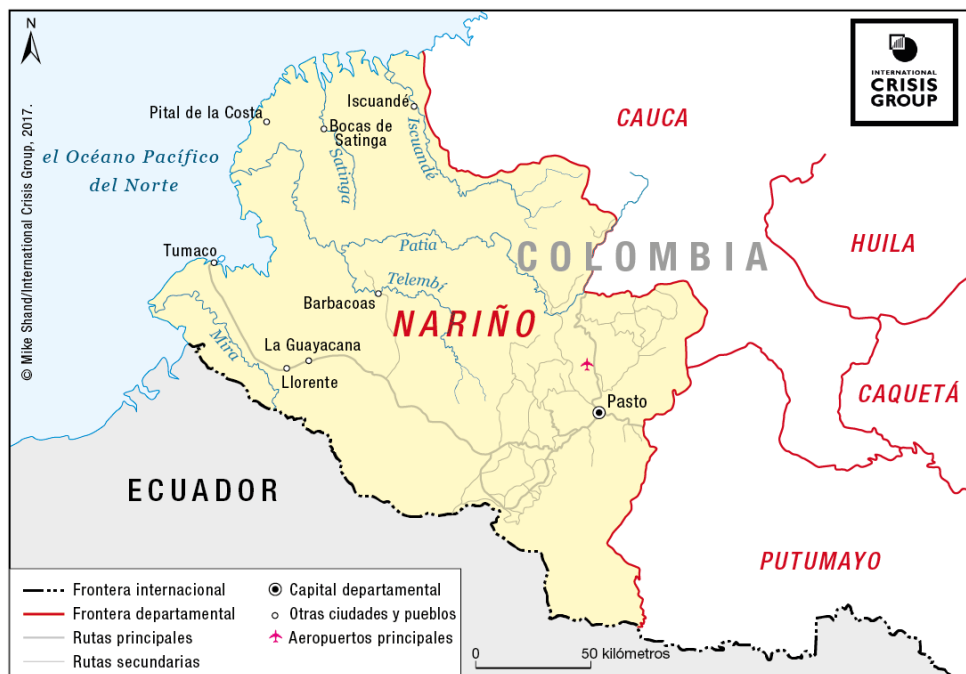 N
© Mike Shand/International Crisis Group, 2017.
INTERNATIONAL
CRISIS
GROUP
Pital de la Costa
Iscuandé
Bocas de
Satinga
Satinga
Iscuandé
CAUCA
el Océano Pacífico
del Norte
Tumaco
Patia
COLOMBIA
HUILA
Telembí
Barbacoas
NARIÑO
Mira
La Guayacana
Llorente
Pasto
CAQUETÁ
ECUADOR
PUTUMAYO
Frontera internacional
Frontera departamental
Rutas principales
Rutas secundarias
Capital departamental
Otras ciudades y pueblos
Aeropuertos principales
0
50 kilómetros